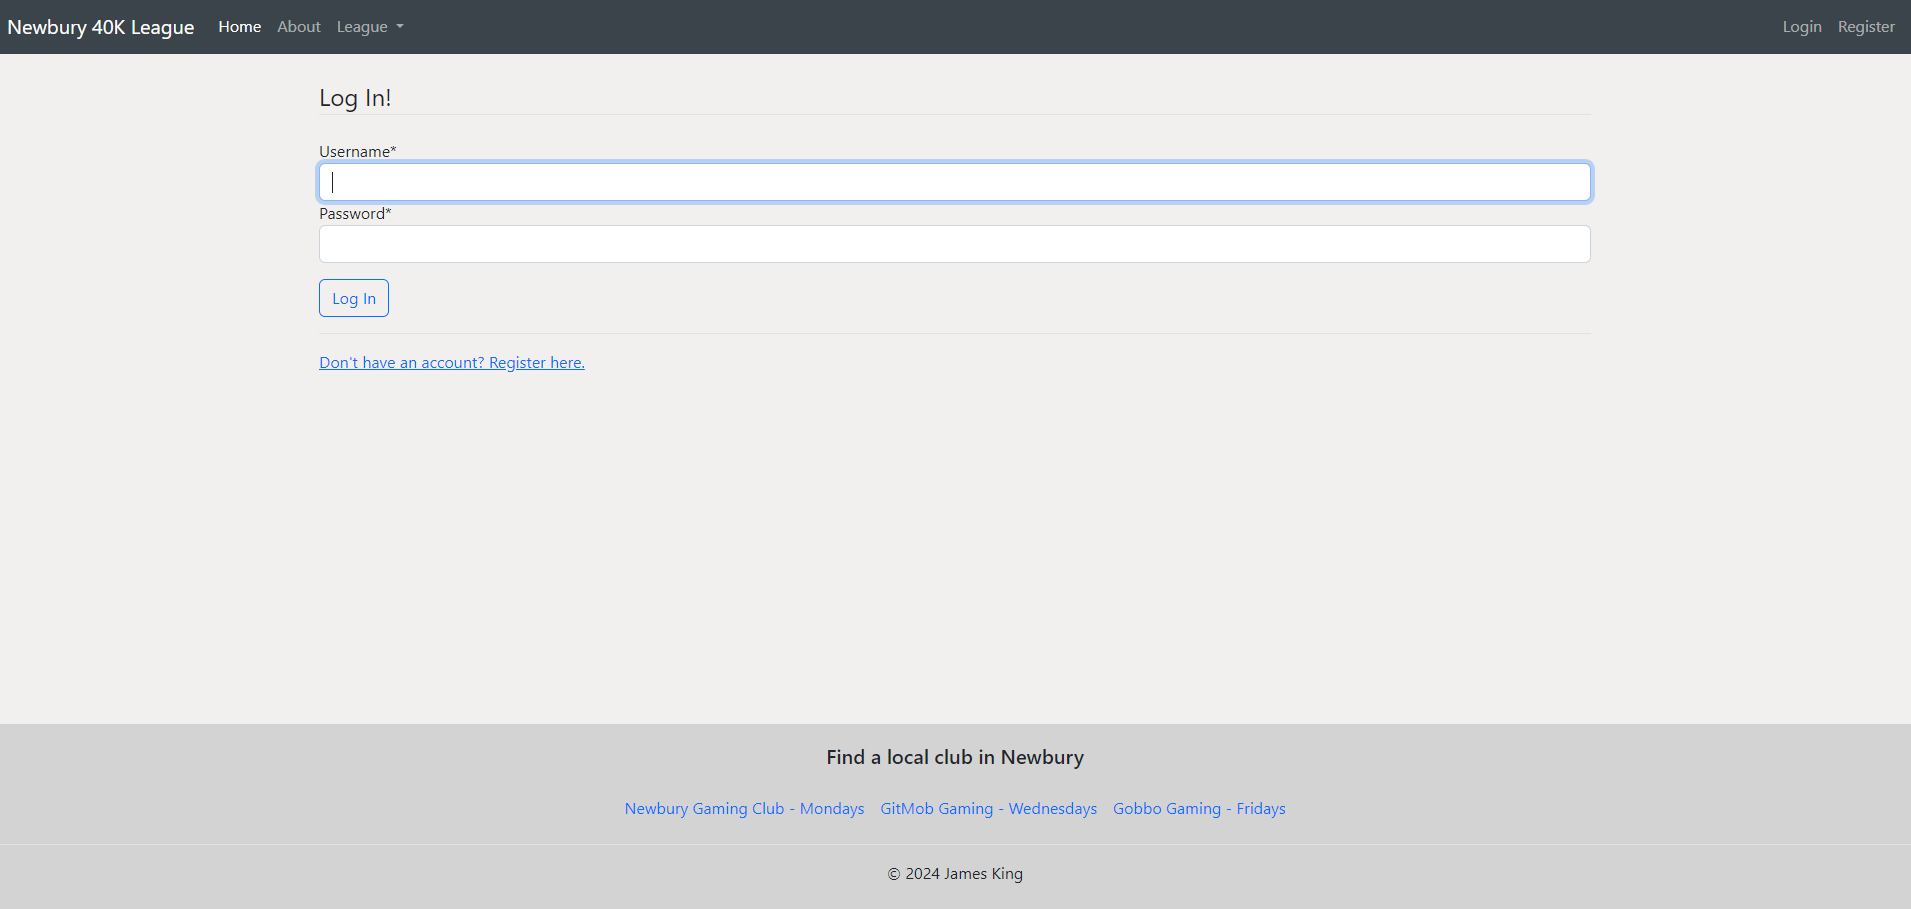 Newbury 40K League Home About League Login Register
Log In!
Username*
Password*
Log In
Don't have an account? Register here.
Find a local club in Newbury
Newbury Gaming Club - Mondays GitMob Gaming - Wednesdays Gobbo Gaming - Fridays
© 2024 James King